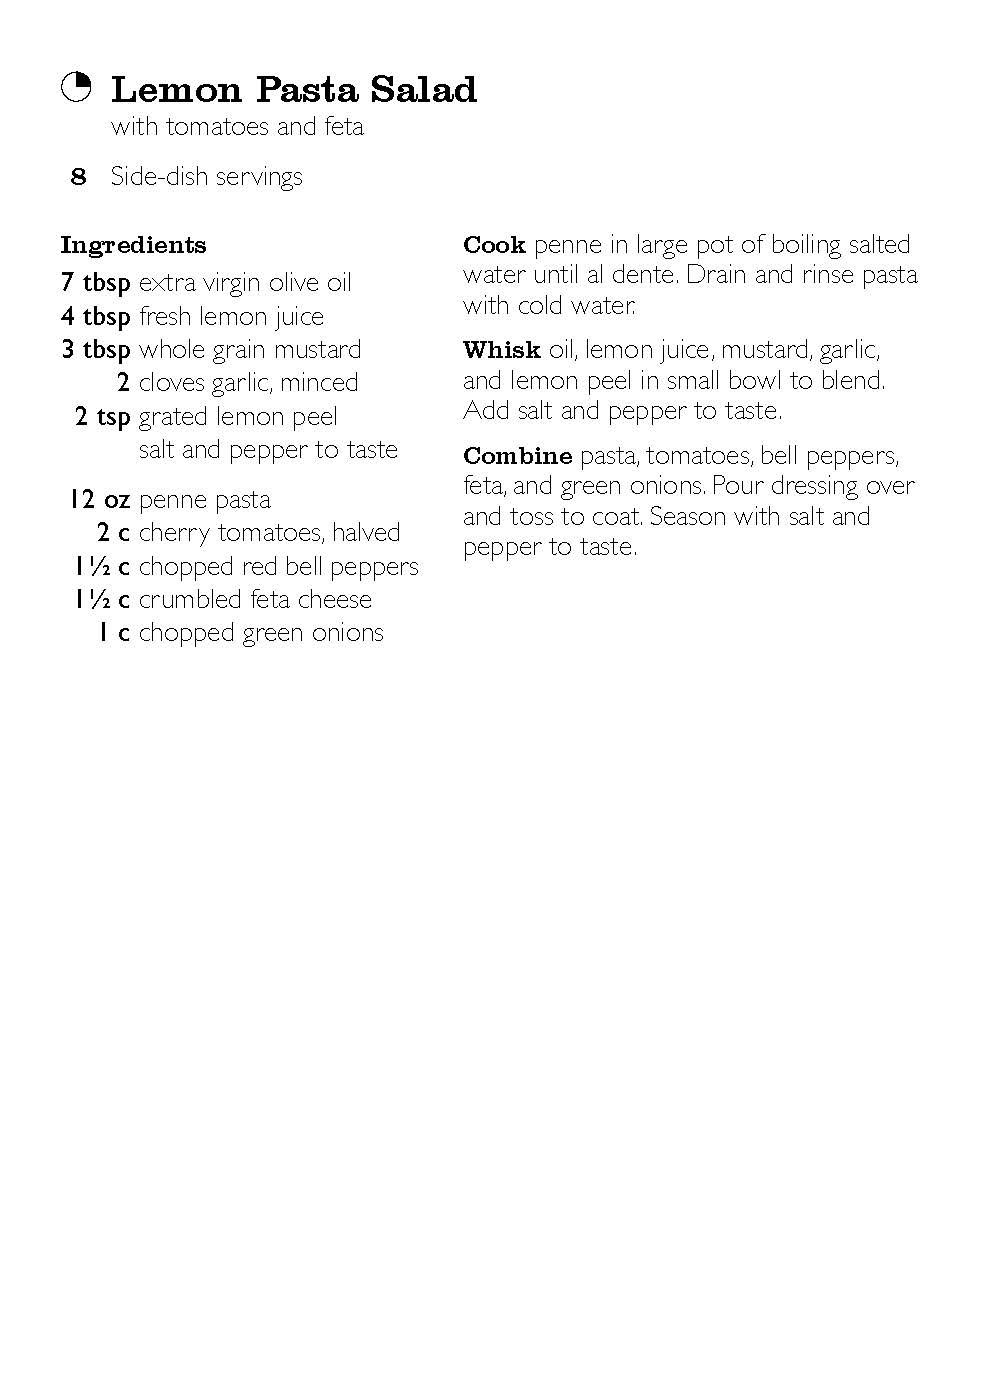 Lemon Pasta Salad
with tomatoes and feta
8 Side-dish servings
Ingredients
7 tbsp extra virgin olive oil
4 tbsp fresh lemon juice
3 tbsp whole grain mustard
2 cloves garlic, minced
2 tsp grated lemon peel
salt and pepper to taste
12 oz penne pasta
2 c cherry tomatoes, halved
1½ c chopped red bell peppers
1½ c crumbled feta cheese
1 c chopped green onions
Cook penne in large pot of boiling salted
water until al dente. Drain and rinse pasta
with cold water.
Whisk oil, lemon juice, mustard, garlic,
and lemon peel in small bowl to blend.
Add salt and pepper to taste.
Combine pasta, tomatoes, bell peppers,
feta, and green onions. Pour dressing over
and toss to coat. Season with salt and
pepper to taste.